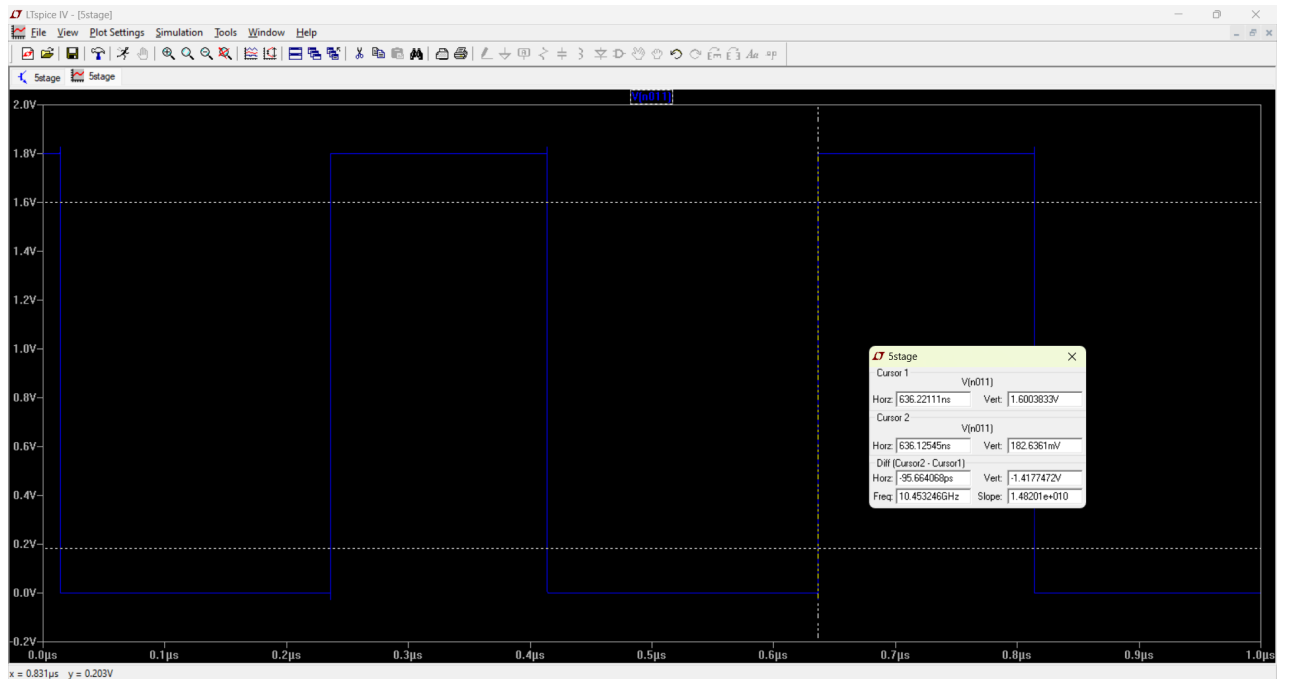 LTspice IV - [5stage]
File View Plot Settings Simulation Tools Window Help
5stage 5stage
V(n011)
2.0V
1.8V
1.6V
1.4V
1.2V
1.0V
0.8V
0.6V
0.4V
0.2V
0.0V
-0.2V
0.0µs 0.1µs 0.2µs 0.3µs 0.4µs 0.5µs 0.6µs 0.7µs 0.8µs 0.9µs 1.0µs
5stage
Cursor 1
V(n011)
Horz: 636.22111ns Vert: 1.6003833V
Cursor 2
V(n011)
Horz: 636.12545ns Vert: 182.6361mV
Diff (Cursor2 - Cursor1)
Horz: -95.664068ps Vert: -1.4177472V
Freq: 10.453246GHz Slope: 1.48201e+010
x = 0.831µs y = 0.203V